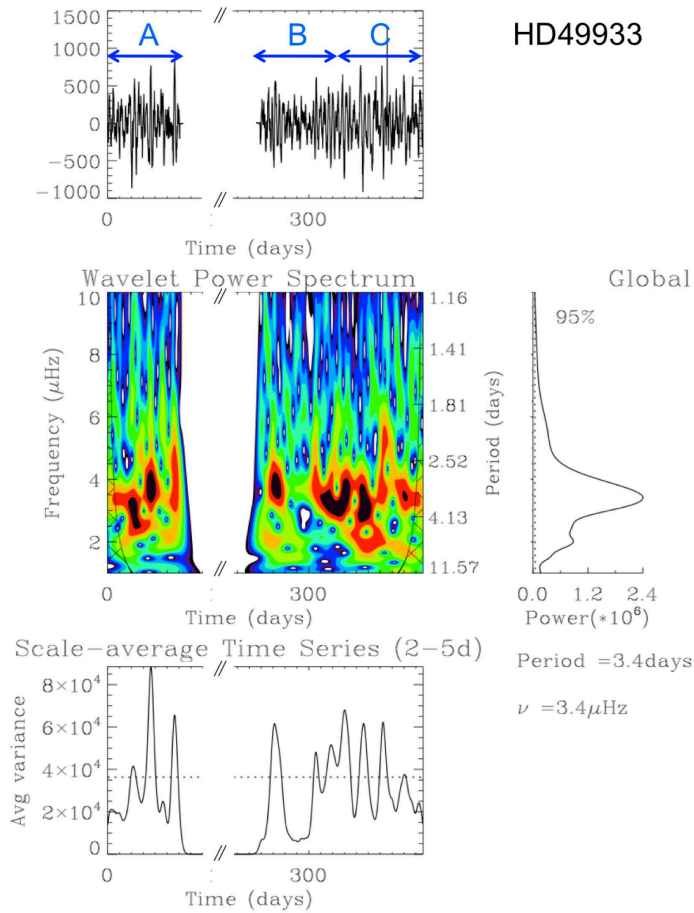 HD49933
A B C
1500
1000
500
0
−500
−1000
//
//
0 300
Time (days)
Wavelet Power Spectrum
Global
//
10
8
6
4
2
Frequency (μHz)
1.16
1.41
1.81
2.52
4.13
11.57
Period (days)
95%
//
0 300
Time (days)
0.0 1.2 2.4
Power(*10⁶)
Scale−average Time Series (2−5d)
Period =3.4days
ν =3.4μHz
//
8×10⁴
6×10⁴
4×10⁴
2×10⁴
0
Avg variance
//
0 300
Time (days)